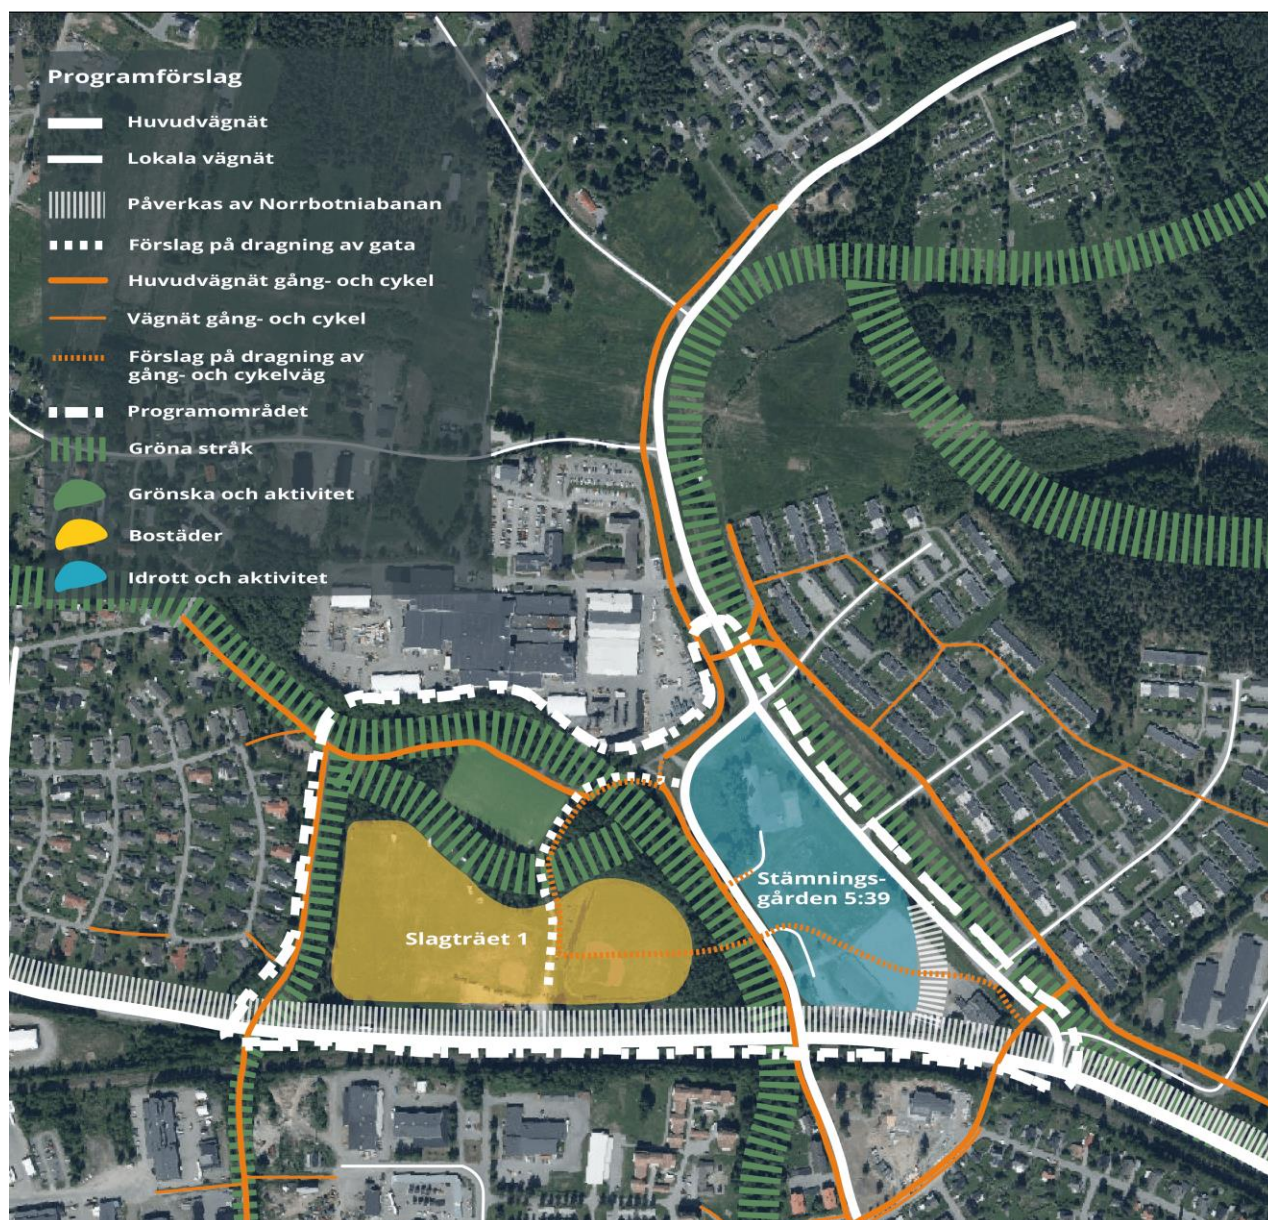 Programförslag
Huvudvägnät
Lokala vägnät
Påverkas av Norrbotniabanan
Förslag på dragning av gata
Huvudvägnät gång- och cykel
Vägnät gång- och cykel
Förslag på dragning av
gång- och cykelväg
Programområdet
Gröna stråk
Grönska och aktivitet
Bostäder
Idrott och aktivitet
Stämnings-
gården 5:39
Slagträet 1